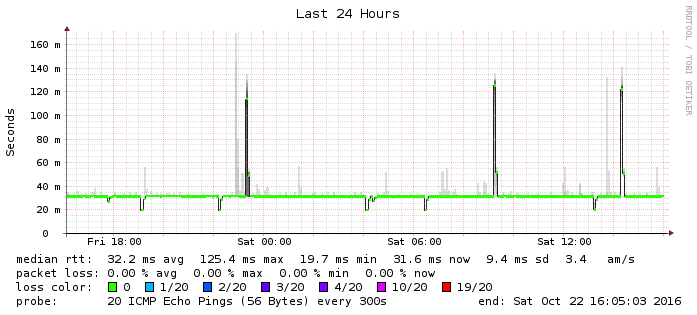 Last 24 Hours
RRDTOOL / TOBI OETIKER
Seconds
160 m
140 m
120 m
100 m
80 m
60 m
40 m
20 m
0
Fri 18:00 Sat 00:00 Sat 06:00 Sat 12:00
median rtt: 32.2 ms avg 125.4 ms max 19.7 ms min 31.6 ms now 9.4 ms sd 3.4 am/s
packet loss: 0.00 % avg 0.00 % max 0.00 % min 0.00 % now
loss color: 0 1/20 2/20 3/20 4/20 10/20 19/20
probe: 20 ICMP Echo Pings (56 Bytes) every 300s end: Sat Oct 22 16:05:03 2016